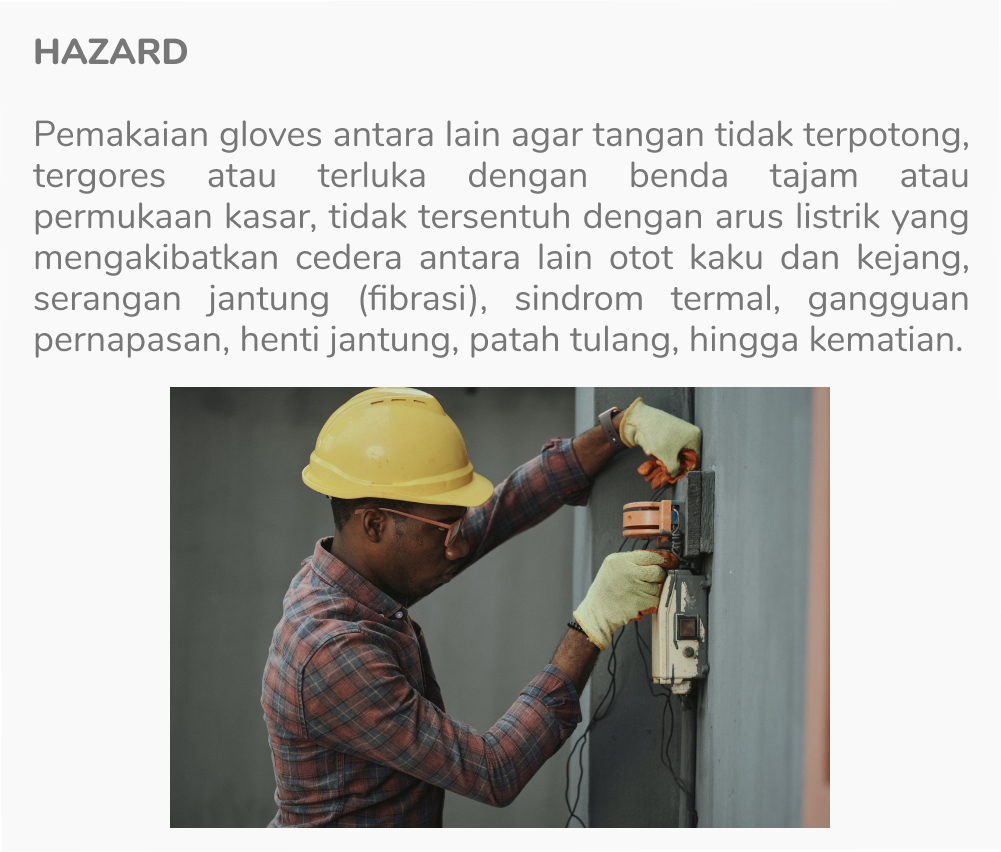 HAZARD
Pemakaian gloves antara lain agar tangan tidak terpotong,
tergores atau terluka dengan benda tajam atau
permukaan kasar, tidak tersentuh dengan arus listrik yang
mengakibatkan cedera antara lain otot kaku dan kejang,
serangan jantung (fibrasi), sindrom termal, gangguan
pernapasan, henti jantung, patah tulang, hingga kematian.